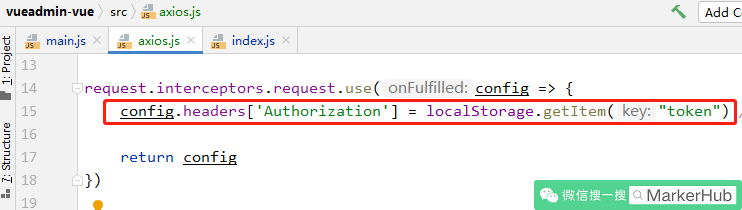 vueadmin-vue src axios.js Add Co
main.js axios.js index.js
1: Project
7: Structure
13
14 request.interceptors.request.use( onFulfilled: config => {
15 config.headers['Authorization'] = localStorage.getItem( key: "token")
16
17 return config
18 })
19
微信搜一搜 MarkerHub